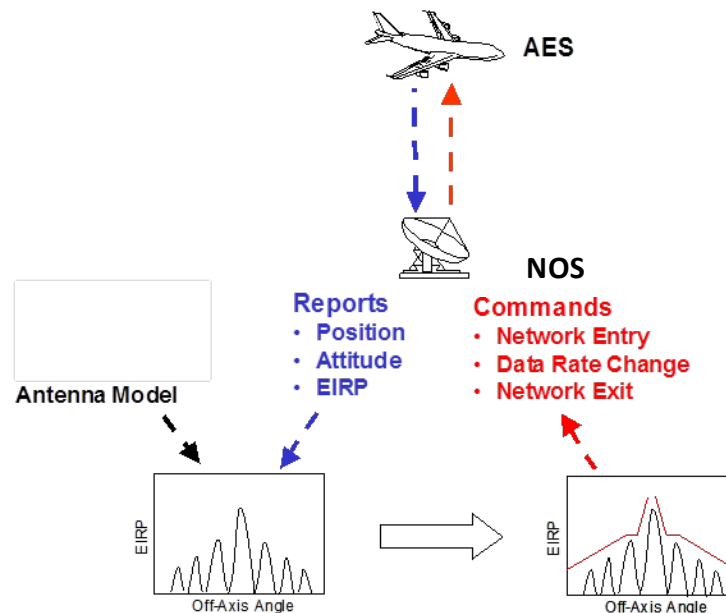 AES
NOS
Reports
• Position
• Attitude
• EIRP
Commands
• Network Entry
• Data Rate Change
• Network Exit
Antenna Model
EIRP
Off-Axis Angle
EIRP
Off-Axis Angle